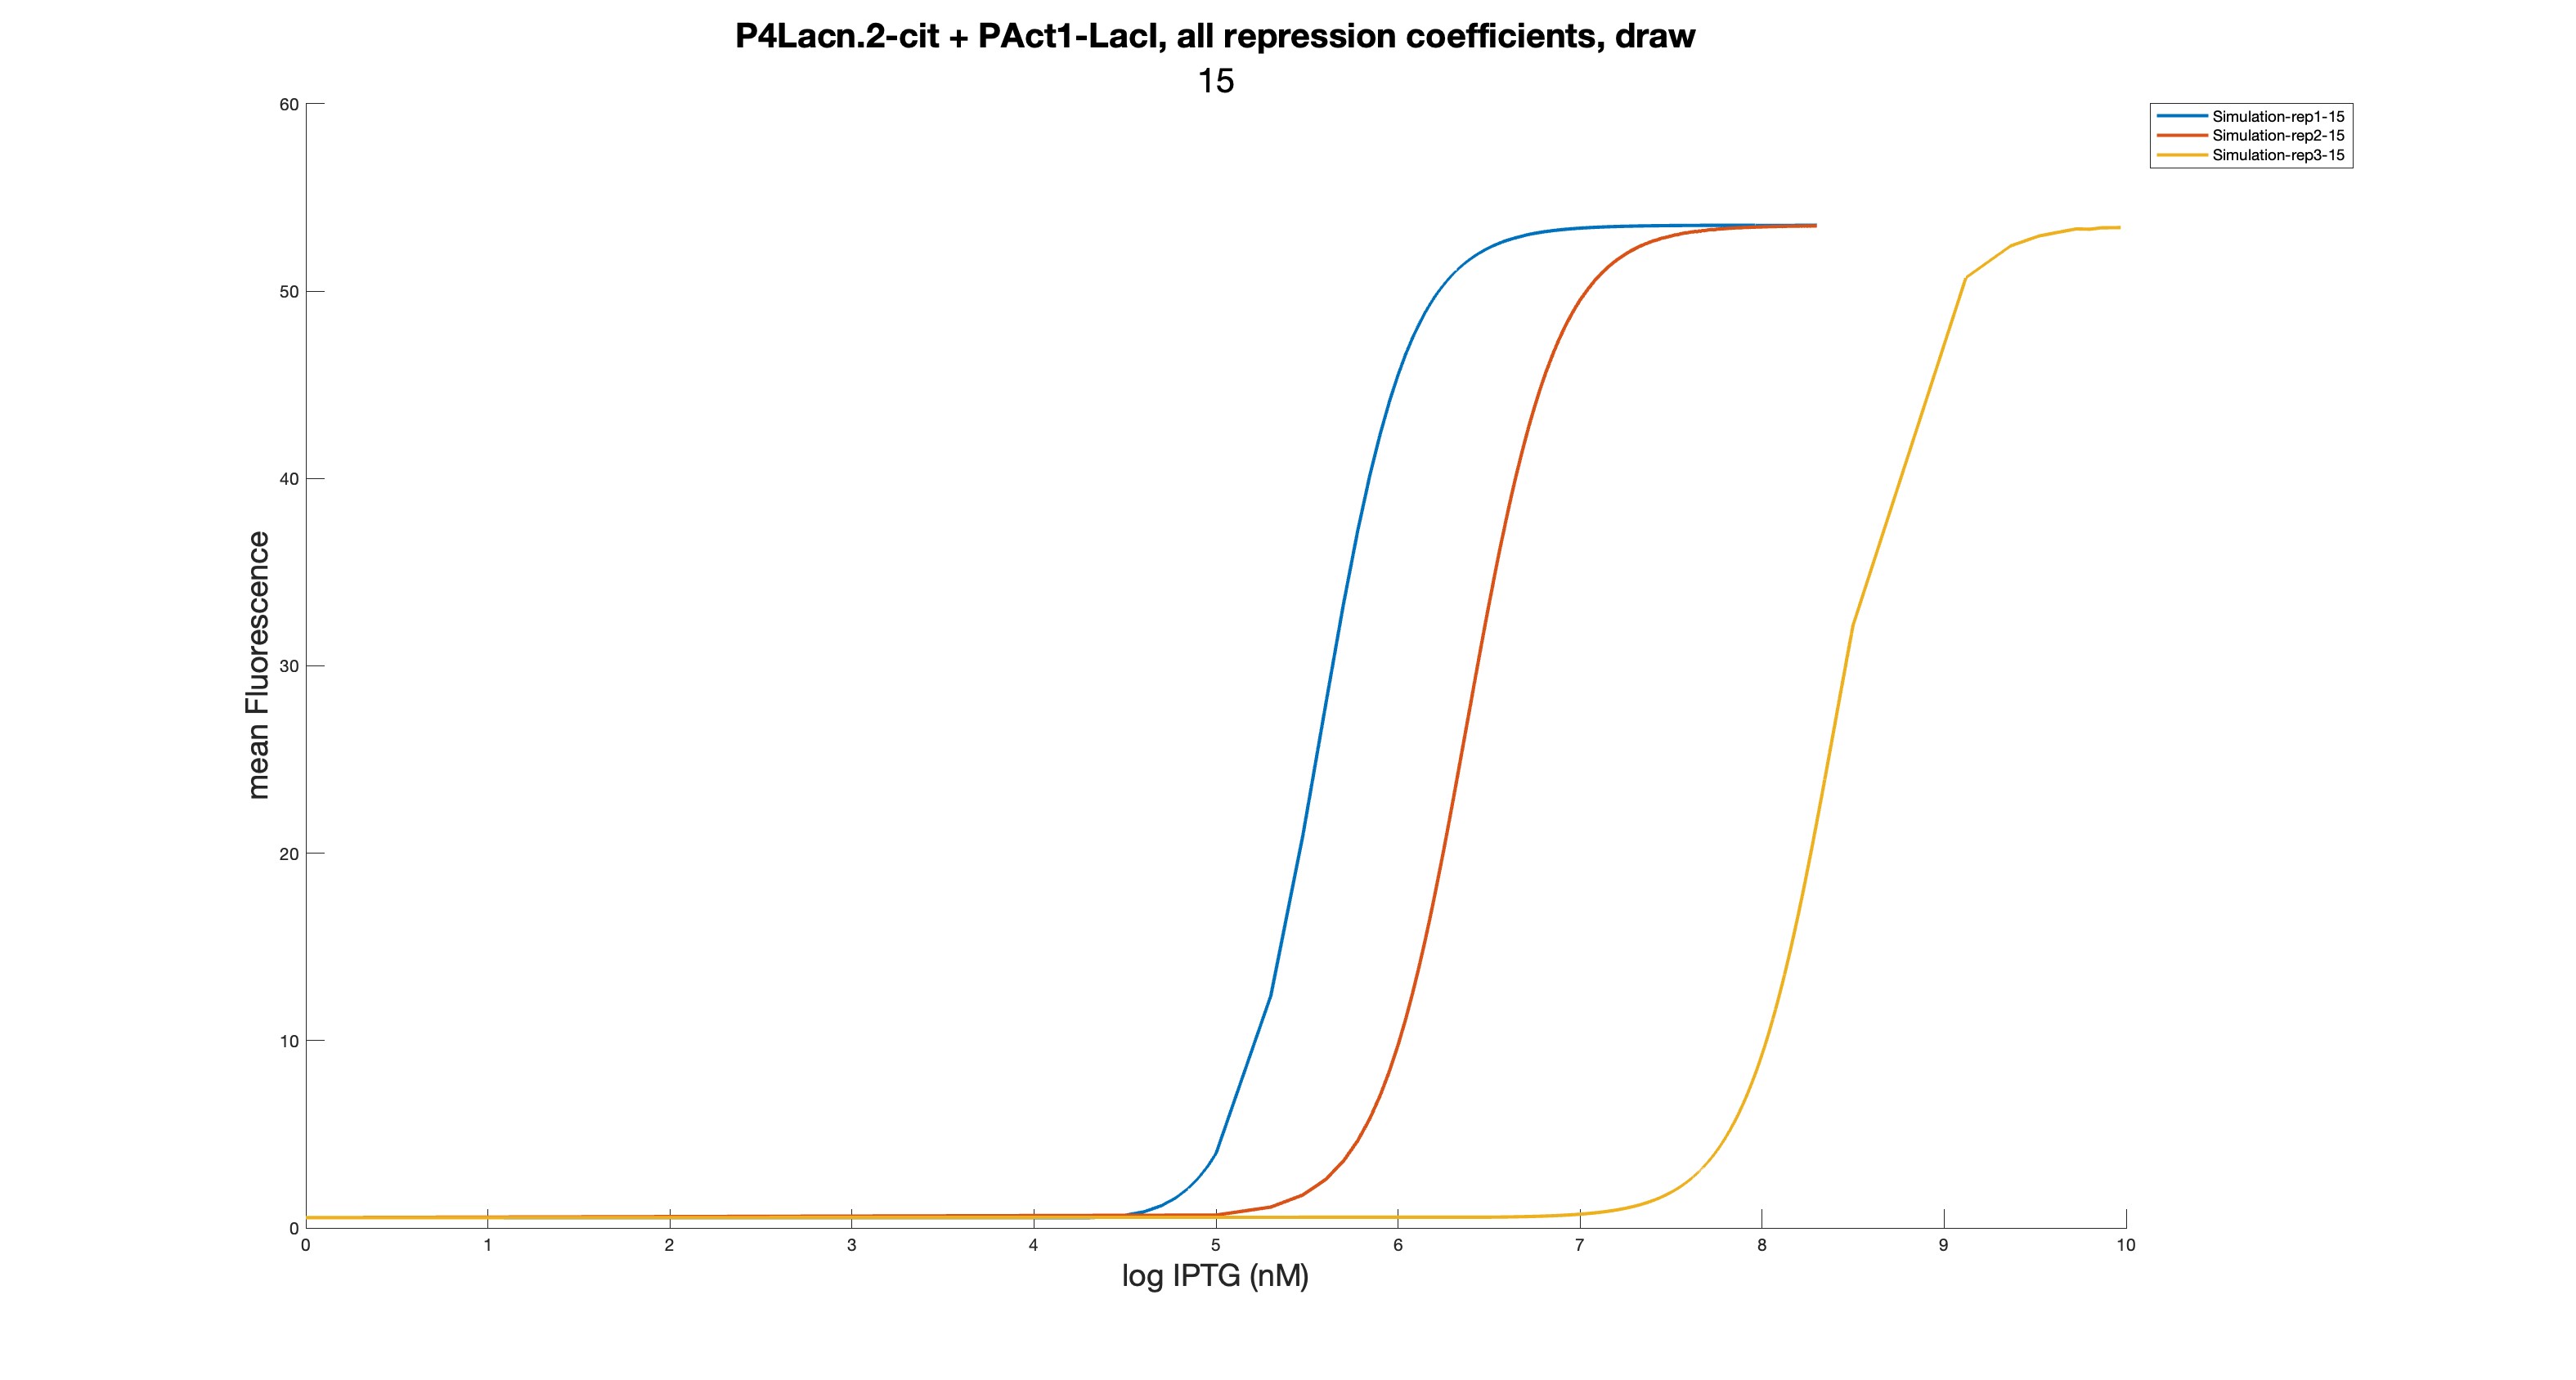 P4Lacn.2-cit + PAct1-LacI, all repression coefficients, draw
15
Simulation-rep1-15
Simulation-rep2-15
Simulation-rep3-15
60
50
40
30
20
10
0
mean Fluorescence
0 1 2 3 4 5 6 7 8 9 10
log IPTG (nM)